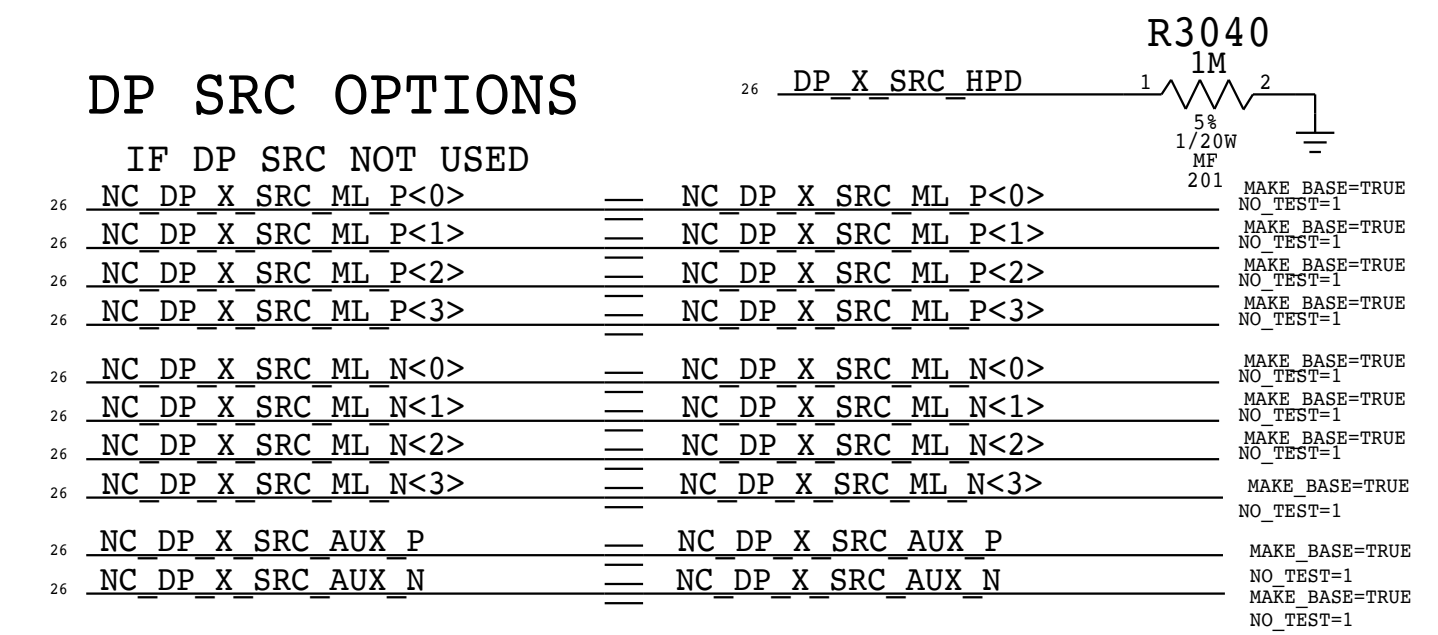 R3040
1M
DP SRC OPTIONS
26 DP_X_SRC_HPD 1 2
5%
1/20W
MF
201
IF DP SRC NOT USED
26 NC_DP_X_SRC_ML_P<0> NC_DP_X_SRC_ML_P<0> MAKE_BASE=TRUE
NO_TEST=1
26 NC_DP_X_SRC_ML_P<1> NC_DP_X_SRC_ML_P<1> MAKE_BASE=TRUE
NO_TEST=1
26 NC_DP_X_SRC_ML_P<2> NC_DP_X_SRC_ML_P<2> MAKE_BASE=TRUE
NO_TEST=1
26 NC_DP_X_SRC_ML_P<3> NC_DP_X_SRC_ML_P<3> MAKE_BASE=TRUE
NO_TEST=1
26 NC_DP_X_SRC_ML_N<0> NC_DP_X_SRC_ML_N<0> MAKE_BASE=TRUE
NO_TEST=1
26 NC_DP_X_SRC_ML_N<1> NC_DP_X_SRC_ML_N<1> MAKE_BASE=TRUE
NO_TEST=1
26 NC_DP_X_SRC_ML_N<2> NC_DP_X_SRC_ML_N<2> MAKE_BASE=TRUE
NO_TEST=1
26 NC_DP_X_SRC_ML_N<3> NC_DP_X_SRC_ML_N<3> MAKE_BASE=TRUE
NO_TEST=1
26 NC_DP_X_SRC_AUX_P NC_DP_X_SRC_AUX_P MAKE_BASE=TRUE
NO_TEST=1
26 NC_DP_X_SRC_AUX_N NC_DP_X_SRC_AUX_N MAKE_BASE=TRUE
NO_TEST=1